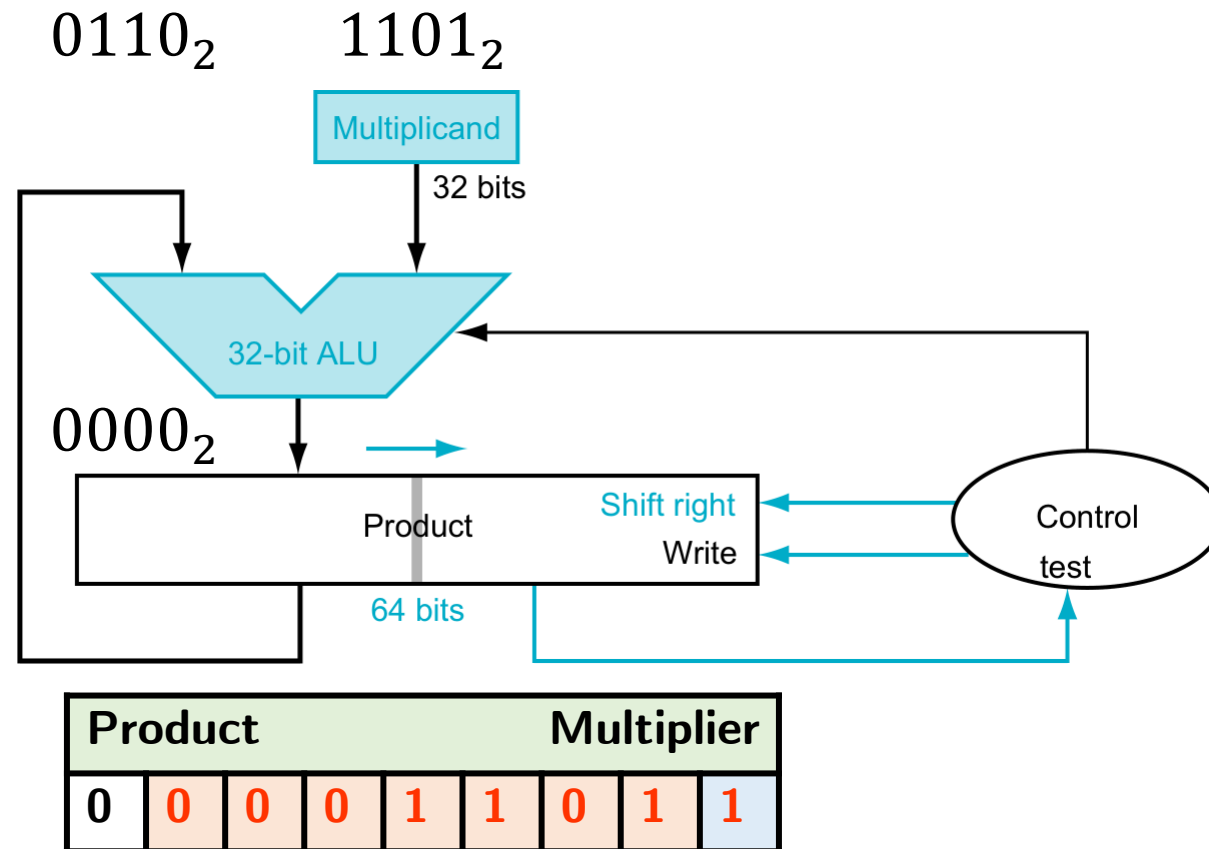 0110₂ 1101₂
Multiplicand
32 bits
32-bit ALU
0000₂
Product
Shift right
Write
Control
test
64 bits
Product Multiplier
0 0 0 0 1 1 0 1 1